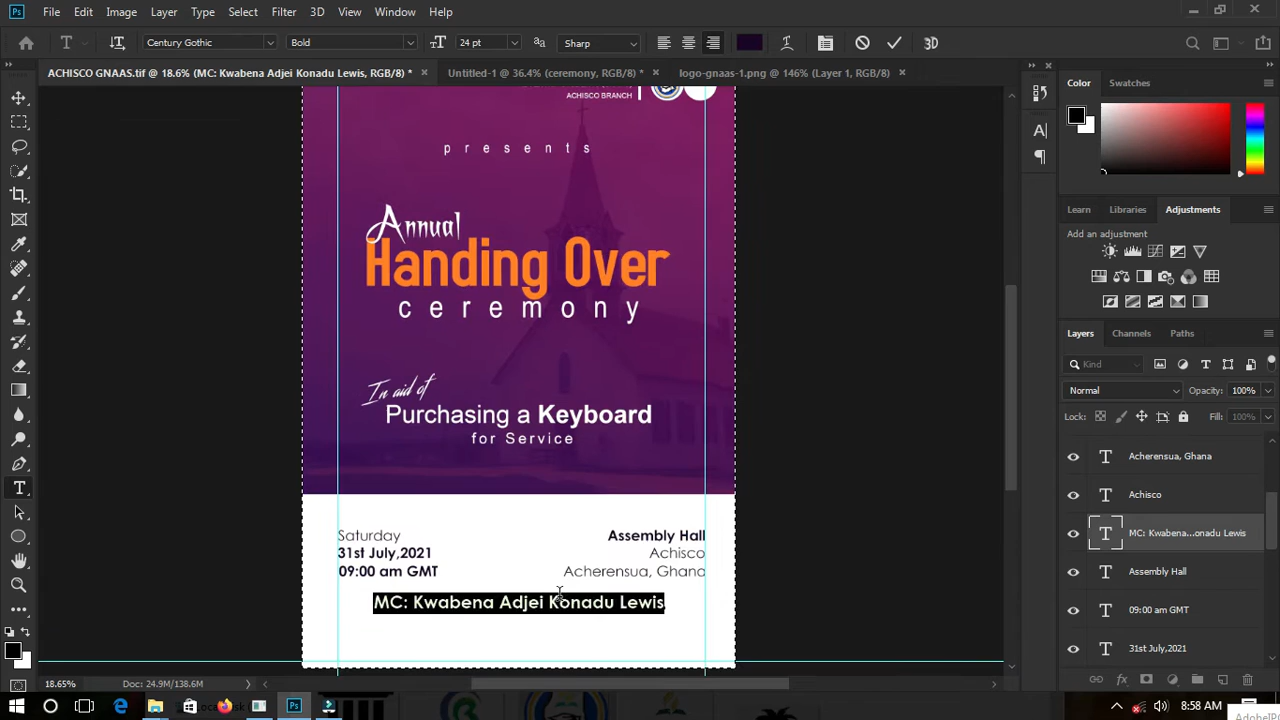 Ps File Edit Image Layer Type Select Filter 3D View Window Help
T Century Gothic Bold 24 pt Sharp 3D
ACHISCO GNAAS.tif @ 18.6% (MC: Kwabena Adjei Konadu Lewis, RGB/8) * × Untitled-1 @ 36.4% (ceremony, RGB/8) * × logo-gnaas-1.png @ 146% (Layer 1, RGB/8) ×
ACHISCO BRANCH
presents
Annual
Handing Over
ceremony
In aid of
Purchasing a Keyboard
for Service
Saturday
31st July,2021
09:00 am GMT
Assembly Hall
Achisco
Acherensua, Ghana
MC: Kwabena Adjei Konadu Lewis
Color Swatches
Learn Libraries Adjustments
Add an adjustment
Layers Channels Paths
Kind
Normal Opacity: 100%
Lock: Fill: 100%
Acherensua, Ghana
Achisco
MC: Kwabena...onadu Lewis
Assembly Hall
09:00 am GMT
31st July,2021
18.65% Doc: 24.9M/138.6M
8:58 AM